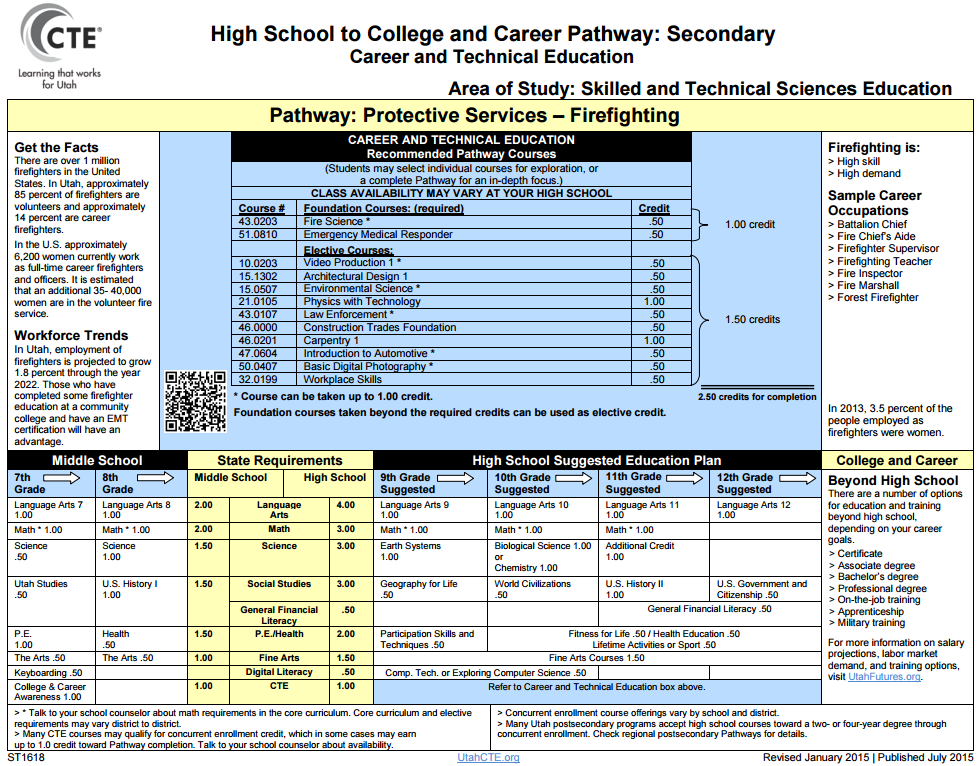 CTE®
Learning that works
for Utah
High School to College and Career Pathway: Secondary
Career and Technical Education
Area of Study: Skilled and Technical Sciences Education
Pathway: Protective Services – Firefighting
Get the Facts
There are over 1 million
firefighters in the United
States. In Utah, approximately
85 percent of firefighters are
volunteers and approximately
14 percent are career
firefighters.
In the U.S. approximately
6,200 women currently work
as full-time career firefighters
and officers. It is estimated
that an additional 35- 40,000
women are in the volunteer fire
service.
Workforce Trends
In Utah, employment of
firefighters is projected to grow
1.8 percent through the year
2022. Those who have
completed some firefighter
education at a community
college and have an EMT
certification will have an
advantage.
CAREER AND TECHNICAL EDUCATION
Recommended Pathway Courses
(Students may select individual courses for exploration, or
a complete Pathway for an in-depth focus.)
CLASS AVAILABILITY MAY VARY AT YOUR HIGH SCHOOL
Course # Foundation Courses: (required) Credit
43.0203 Fire Science * .50
51.0810 Emergency Medical Responder .50
1.00 credit
Elective Courses:
10.0203 Video Production 1 * .50
15.1302 Architectural Design 1 .50
15.0507 Environmental Science * .50
21.0105 Physics with Technology 1.00
43.0107 Law Enforcement * .50
46.0000 Construction Trades Foundation .50
46.0201 Carpentry 1 1.00
47.0604 Introduction to Automotive * .50
50.0407 Basic Digital Photography * .50
32.0199 Workplace Skills .50
1.50 credits
* Course can be taken up to 1.00 credit.
2.50 credits for completion
Foundation courses taken beyond the required credits can be used as elective credit.
Firefighting is:
> High skill
> High demand
Sample Career
Occupations
> Battalion Chief
> Fire Chief's Aide
> Firefighter Supervisor
> Firefighting Teacher
> Fire Inspector
> Fire Marshall
> Forest Firefighter
In 2013, 3.5 percent of the
people employed as
firefighters were women.
Middle School State Requirements High School Suggested Education Plan College and Career
7th Grade 8th Grade Middle School High School 9th Grade Suggested 10th Grade Suggested 11th Grade Suggested 12th Grade Suggested
Language Arts 7 1.00 Language Arts 8 1.00 2.00 Language Arts 4.00 Language Arts 9 1.00 Language Arts 10 1.00 Language Arts 11 1.00 Language Arts 12 1.00
Math * 1.00 Math * 1.00 2.00 Math 3.00 Math * 1.00 Math * 1.00 Math * 1.00
Science .50 Science 1.00 1.50 Science 3.00 Earth Systems 1.00 Biological Science 1.00 or Chemistry 1.00 Additional Credit 1.00
Utah Studies .50 U.S. History I 1.00 1.50 Social Studies 3.00 Geography for Life .50 World Civilizations .50 U.S. History II 1.00 U.S. Government and Citizenship .50
General Financial Literacy .50 General Financial Literacy .50
P.E. 1.00 Health .50 1.50 P.E./Health 2.00 Participation Skills and Techniques .50 Fitness for Life .50 / Health Education .50 Lifetime Activities or Sport .50
The Arts .50 The Arts .50 1.00 Fine Arts 1.50 Fine Arts Courses 1.50
Keyboarding .50 Digital Literacy .50 Comp. Tech. or Exploring Computer Science .50
College & Career Awareness 1.00 1.00 CTE 1.00 Refer to Career and Technical Education box above.
Beyond High School
There are a number of options
for education and training
beyond high school,
depending on your career
goals.
> Certificate
> Associate degree
> Bachelor's degree
> Professional degree
> On-the-job training
> Apprenticeship
> Military training
For more information on salary
projections, labor market
demand, and training options,
visit UtahFutures.org.
> * Talk to your school counselor about math requirements in the core curriculum. Core curriculum and elective
requirements may vary district to district.
> Many CTE courses may qualify for concurrent enrollment credit, which in some cases may earn
up to 1.0 credit toward Pathway completion. Talk to your school counselor about availability.
> Concurrent enrollment course offerings vary by school and district.
> Many Utah postsecondary programs accept high school courses toward a two- or four-year degree through
concurrent enrollment. Check regional postsecondary Pathways for details.
ST1618 UtahCTE.org Revised January 2015 | Published July 2015